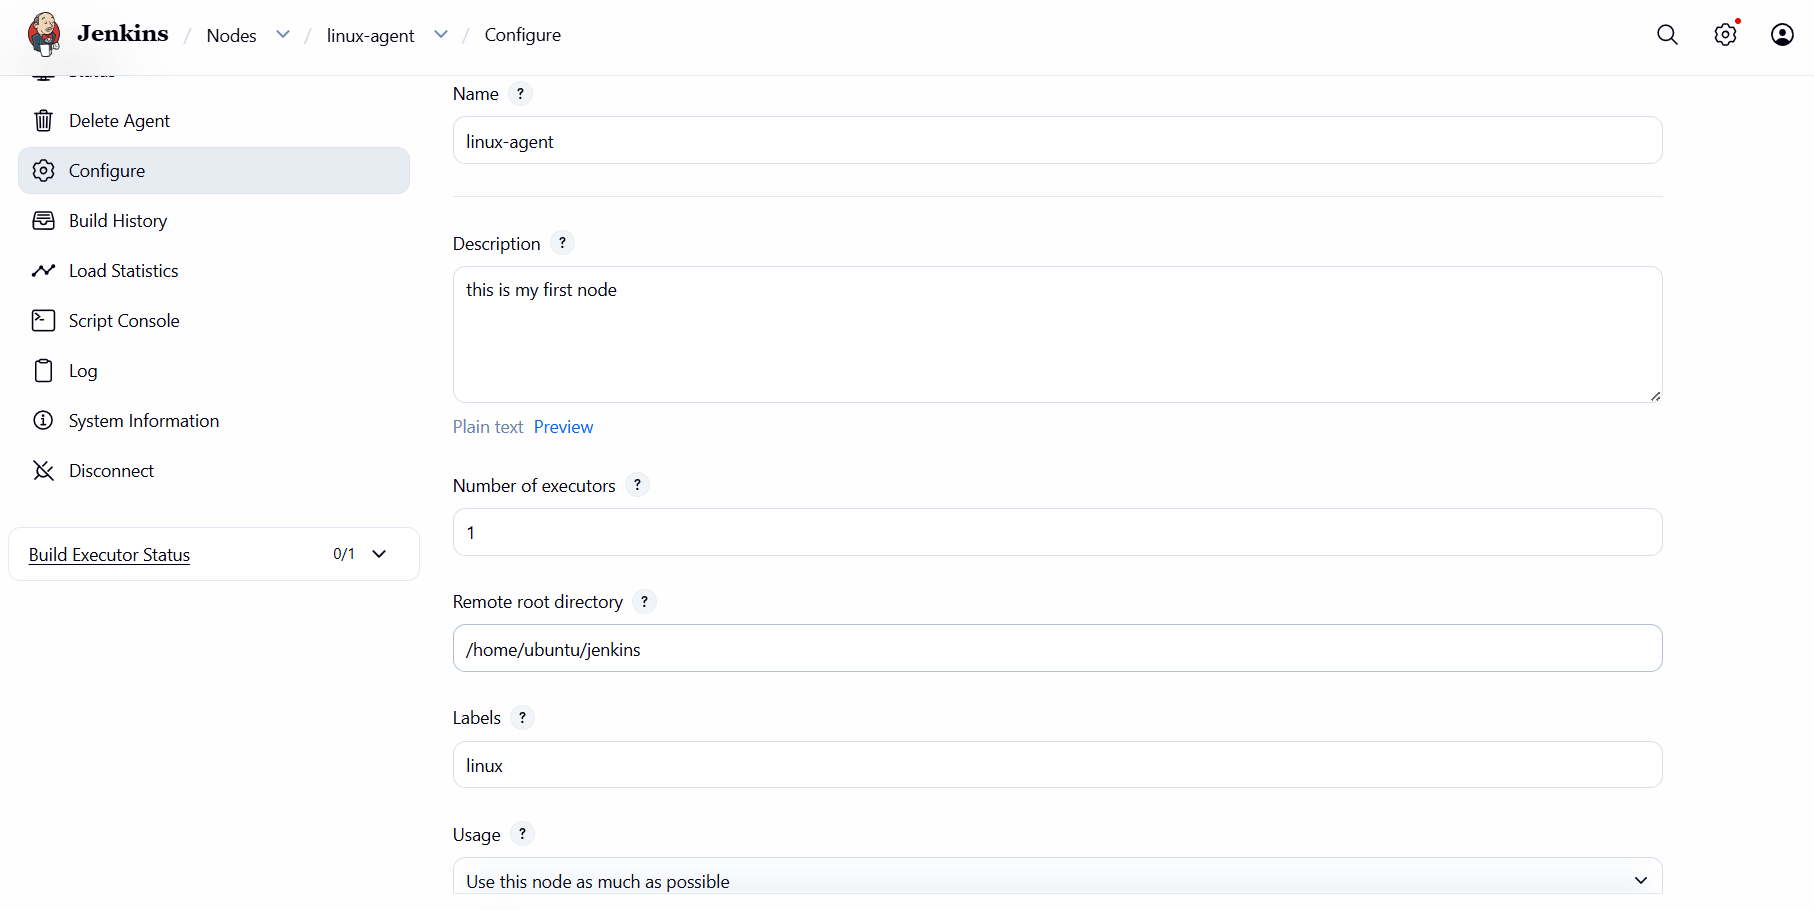 Jenkins / Nodes / linux-agent / Configure
Delete Agent
Configure
Build History
Load Statistics
Script Console
Log
System Information
Disconnect
Build Executor Status 0/1
Name ?
linux-agent
Description ?
this is my first node
Plain text Preview
Number of executors ?
1
Remote root directory ?
/home/ubuntu/jenkins
Labels ?
linux
Usage ?
Use this node as much as possible